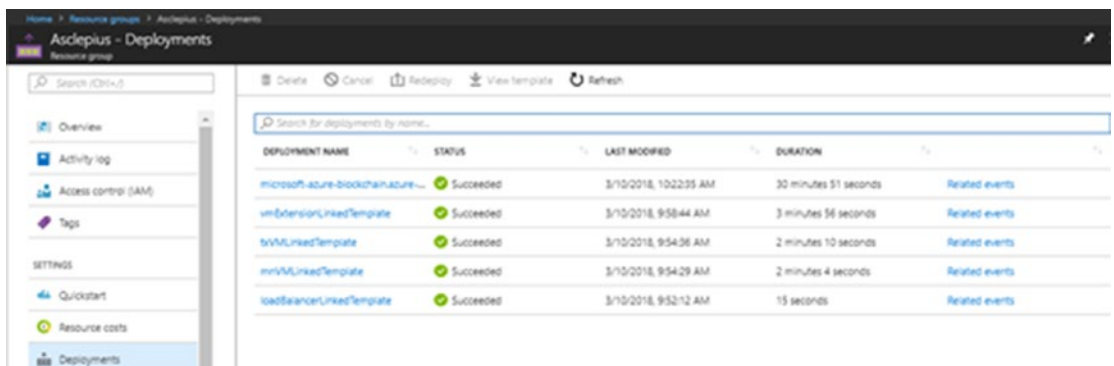 Home > Resource groups > Asclepius - Deployments
Asclepius - Deployments
Resource group
Search (Ctrl+/)
Overview
Activity log
Access control (IAM)
Tags
SETTINGS
Quickstart
Resource costs
Deployments
Delete Cancel Redeploy View template Refresh
Search for deployments by name...
DEPLOYMENT NAME STATUS LAST MODIFIED DURATION
microsoft-azure-blockchain.azure-... Succeeded 3/10/2018, 10:22:35 AM 30 minutes 51 seconds Related events
vmExtensionLinkedTemplate Succeeded 3/10/2018, 9:58:44 AM 3 minutes 56 seconds Related events
txVMLinkedTemplate Succeeded 3/10/2018, 9:54:36 AM 2 minutes 10 seconds Related events
mnVMLinkedTemplate Succeeded 3/10/2018, 9:54:29 AM 2 minutes 4 seconds Related events
loadBalancerLinkedTemplate Succeeded 3/10/2018, 9:52:12 AM 15 seconds Related events